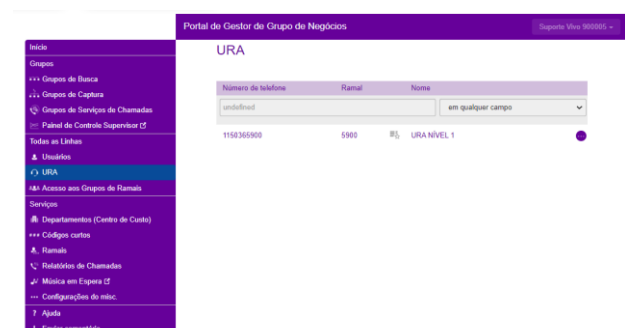 Portal de Gestor de Grupo de Negócios
Suporte Vivo 980005
Início
Grupos
Grupos de Busca
Grupos de Captura
Grupos de Serviços de Chamadas
Painel de Controle Supervisor
Todas as Linhas
Usuários
URA
Acesso aos Grupos de Ramais
Serviços
Departamentos (Centro de Custo)
Códigos curtos
Ramais
Relatórios de Chamadas
Música em Espera
Configurações do misc.
? Ajuda
Enviar comentário
URA
Número de telefone Ramal Nome
undefined em qualquer campo
1150365900 5900 URA NÍVEL 1